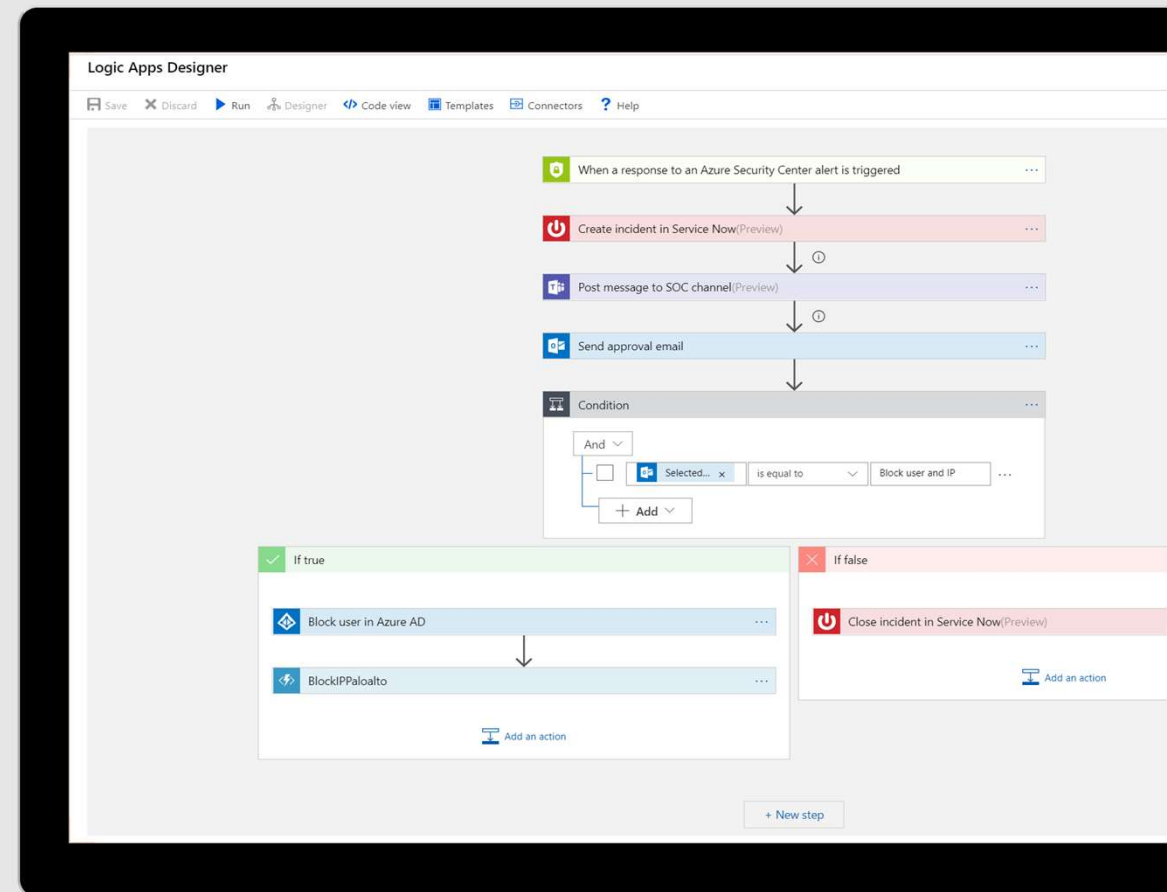 Logic Apps Designer
Save Discard Run Designer Code view Templates Connectors ? Help
When a response to an Azure Security Center alert is triggered
Create incident in Service Now(Preview)
Post message to SOC channel(Preview)
Send approval email
Condition
And
Selected... x is equal to Block user and IP
+ Add
If true
If false
Block user in Azure AD
Close incident in Service Now(Preview)
BlockIPPaloalto
Add an action
Add an action
+ New step